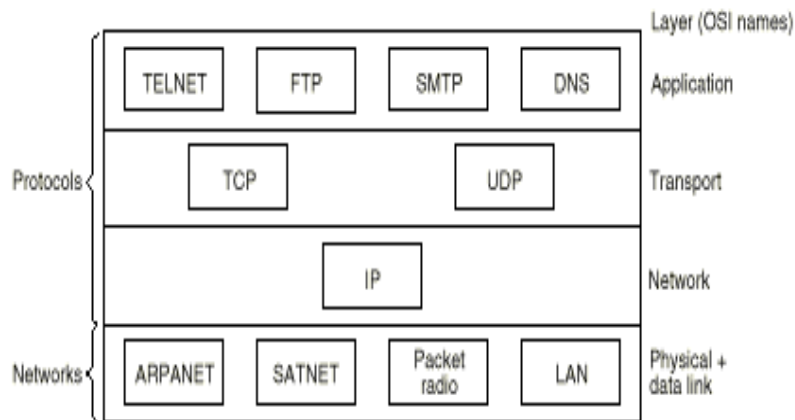 Layer (OSI names)
TELNET FTP SMTP DNS Application
Protocols TCP UDP Transport
IP Network
Networks ARPANET SATNET Packet radio LAN Physical + data link